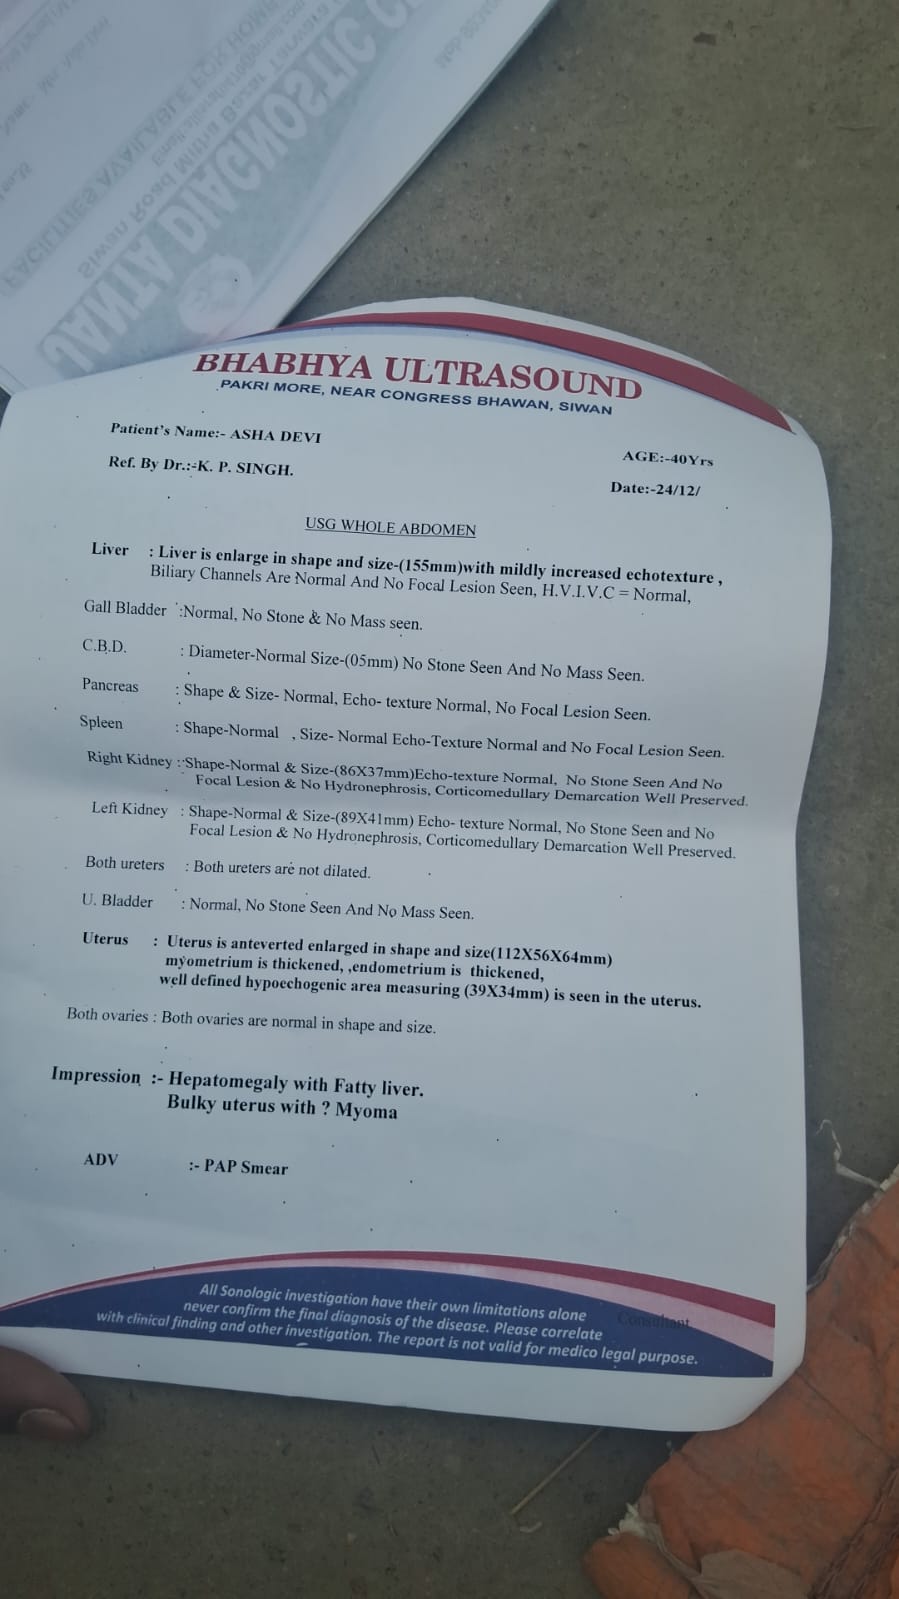 JANTA DIAGNOSTIC C
Siwan Road Mithia Bazar Tarwara
FACILITIES AVAILABLE FOR HOME
BHABHYA ULTRASOUND
PAKRI MORE, NEAR CONGRESS BHAWAN, SIWAN
Patient's Name:- ASHA DEVI
AGE:-40Yrs
Ref. By Dr.:-K. P. SINGH.
Date:-24/12/
USG WHOLE ABDOMEN
Liver : Liver is enlarge in shape and size-(155mm)with mildly increased echotexture ,
Biliary Channels Are Normal And No Focal Lesion Seen, H.V.I.V.C = Normal,
Gall Bladder :Normal, No Stone & No Mass seen.
C.B.D. : Diameter-Normal Size-(05mm) No Stone Seen And No Mass Seen.
Pancreas : Shape & Size- Normal, Echo- texture Normal, No Focal Lesion Seen.
Spleen : Shape-Normal , Size- Normal Echo-Texture Normal and No Focal Lesion Seen.
Right Kidney : Shape-Normal & Size-(86X37mm)Echo-texture Normal, No Stone Seen And No
Focal Lesion & No Hydronephrosis, Corticomedullary Demarcation Well Preserved.
Left Kidney : Shape-Normal & Size-(89X41mm) Echo- texture Normal, No Stone Seen and No
Focal Lesion & No Hydronephrosis, Corticomedullary Demarcation Well Preserved.
Both ureters : Both ureters are not dilated.
U. Bladder : Normal, No Stone Seen And No Mass Seen.
Uterus : Uterus is anteverted enlarged in shape and size(112X56X64mm)
myometrium is thickened, ,endometrium is thickened,
well defined hypoechogenic area measuring (39X34mm) is seen in the uterus.
Both ovaries : Both ovaries are normal in shape and size.
Impression :- Hepatomegaly with Fatty liver.
Bulky uterus with ? Myoma
ADV :- PAP Smear
All Sonologic investigation have their own limitations alone
never confirm the final diagnosis of the disease. Please correlate
with clinical finding and other investigation. The report is not valid for medico legal purpose.
Consultant